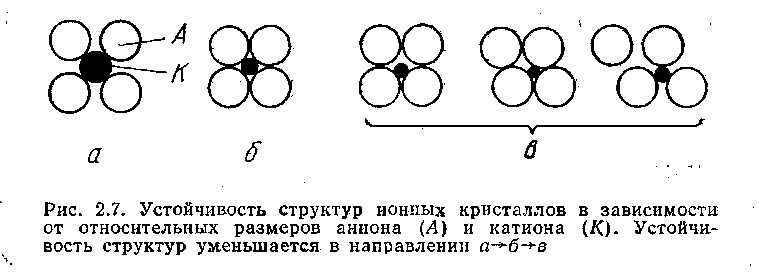 А
К
а
б
в
Рис. 2.7. Устойчивость структур ионных кристаллов в зависимости
от относительных размеров аниона (А) и катиона (К). Устойчи-
вость структур уменьшается в направлении а→б→в